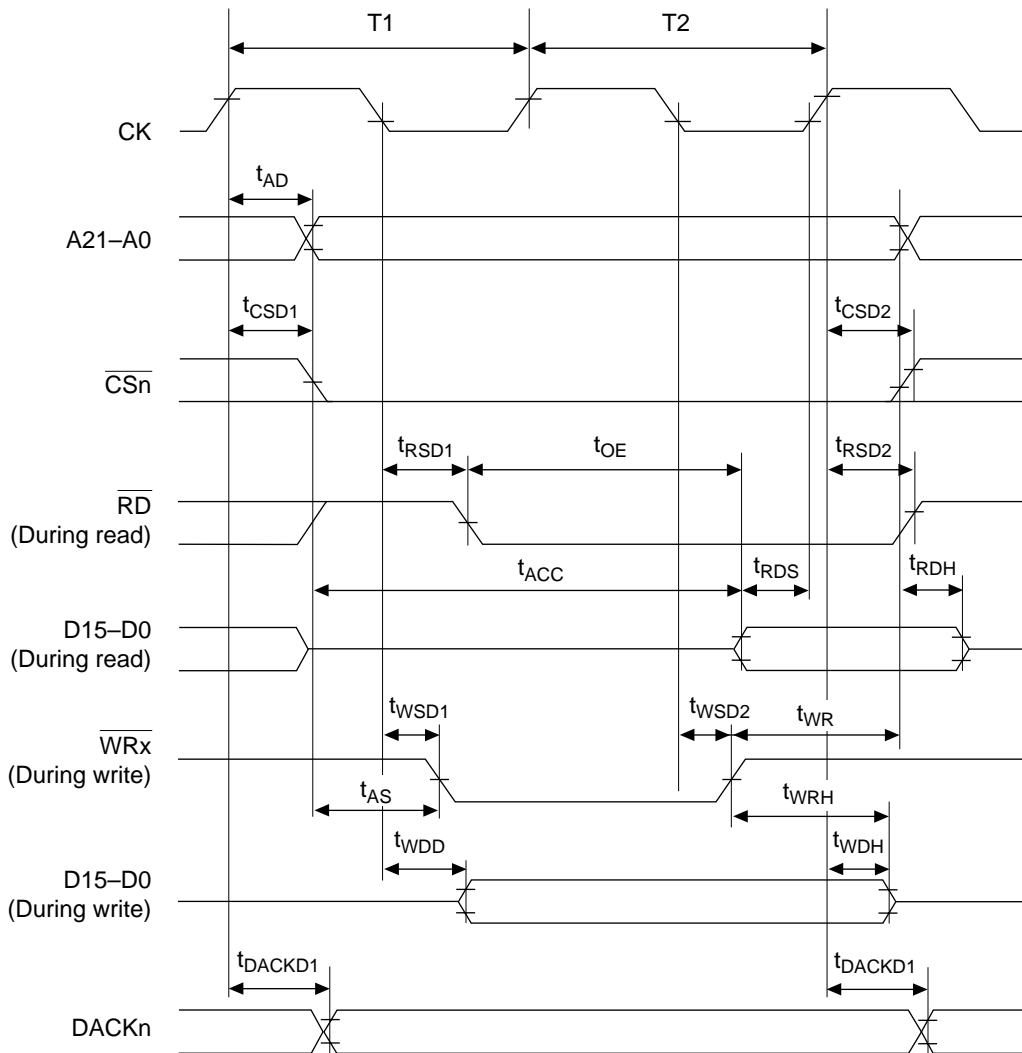 T1 T2
CK
tAD
A21–A0
tCSD1 tCSD2
CSn
tRSD1 tOE tRSD2
RD
(During read)
tACC tRDS tRDH
D15–D0
(During read)
tWSD1 tWSD2 tWR
WRx
(During write)
tAS tWRH
tWDD tWDH
D15–D0
(During write)
tDACKD1 tDACKD1
DACKn